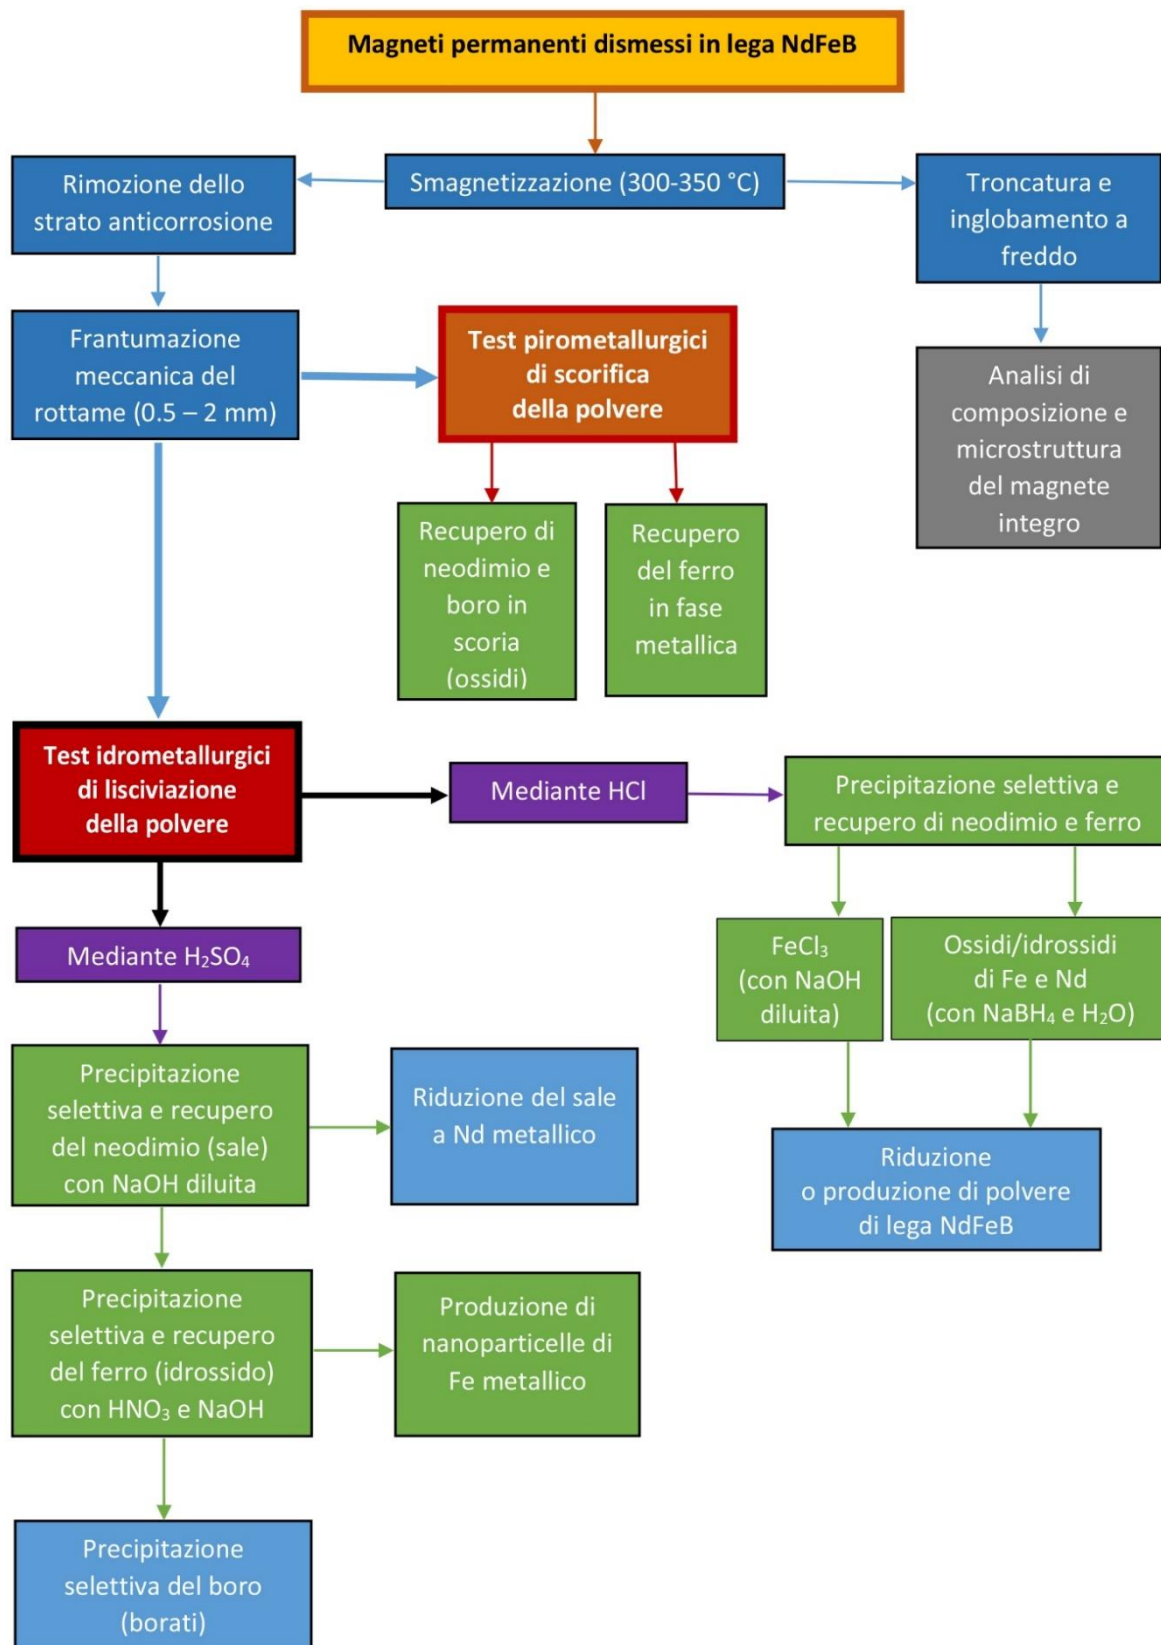 Magneti permanenti dismessi in lega NdFeB
Rimozione dello
strato anticorrosione
Smagnetizzazione (300-350 °C)
Troncatura e
inglobamento a
freddo
Frantumazione
meccanica del
rottame (0.5 – 2 mm)
Test pirometallurgici
di scorifica
della polvere
Analisi di
composizione e
microstruttura
del magnete
integro
Recupero di
neodimio e
boro in
scoria
(ossidi)
Recupero
del ferro
in fase
metallica
Test idrometallurgici
di lisciviazione
della polvere
Mediante HCl
Precipitazione selettiva e
recupero di neodimio e ferro
Mediante H₂SO₄
FeCl₃
(con NaOH
diluita)
Ossidi/idrossidi
di Fe e Nd
(con NaBH₄ e H₂O)
Precipitazione
selettiva e recupero
del neodimio (sale)
con NaOH diluita
Riduzione del sale
a Nd metallico
Riduzione
o produzione di polvere
di lega NdFeB
Precipitazione
selettiva e recupero
del ferro (idrossido)
con HNO₃ e NaOH
Produzione di
nanoparticelle di
Fe metallico
Precipitazione
selettiva del boro
(borati)